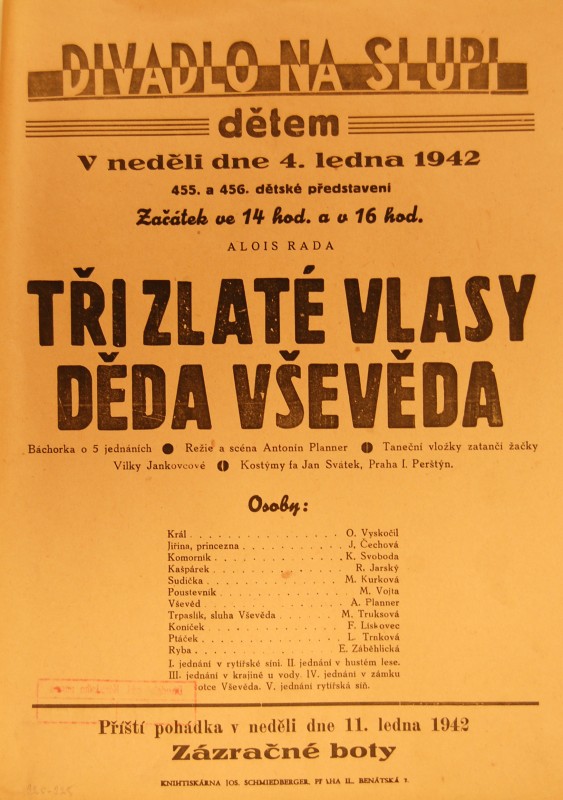 DIVADLO NA SLUPI
dětem
V neděli dne 4. ledna 1942
455. a 456. dětské představení
Začátek ve 14 hod. a v 16 hod.
ALOIS RADA
TŘI ZLATÉ VLASY
DĚDA VŠEVĚDA
Báchorka o 5 jednáních ● Režie a scéna Antonín Planner ● Taneční vložky zatančí žačky
Vilky Jankovcové ● Kostýmy fa Jan Svátek, Praha I. Perštýn.
Osoby:
Král . . . . . . . . . . . . . . . O. Vyskočil
Jiřina, princezna . . . . . . . . . . J. Čechová
Komorník . . . . . . . . . . . . . K. Svoboda
Kašpárek . . . . . . . . . . . . . R. Jarský
Sudička . . . . . . . . . . . . . M. Kurková
Poustevník . . . . . . . . . . . . M. Vojta
Vševěd . . . . . . . . . . . . . . A. Planner
Trpaslík, sluha Vševěda . . . . . . . M. Truksová
Koníček . . . . . . . . . . . . . F. Liskovec
Ptáček . . . . . . . . . . . . . . L. Trnková
Ryba . . . . . . . . . . . . . . E. Záběhlická
I. jednání v rytířské síni. II. jednání v hustém lese.
III. jednání v krajině u vody. IV. jednání v zámku
otce Vševěda. V. jednání rytířská síň.
Příští pohádka v neděli dne 11. ledna 1942
Zázračné boty
KNIHTISKÁRNA JOS. SCHMIEDBERGER, PRAHA II., BENÁTSKÁ